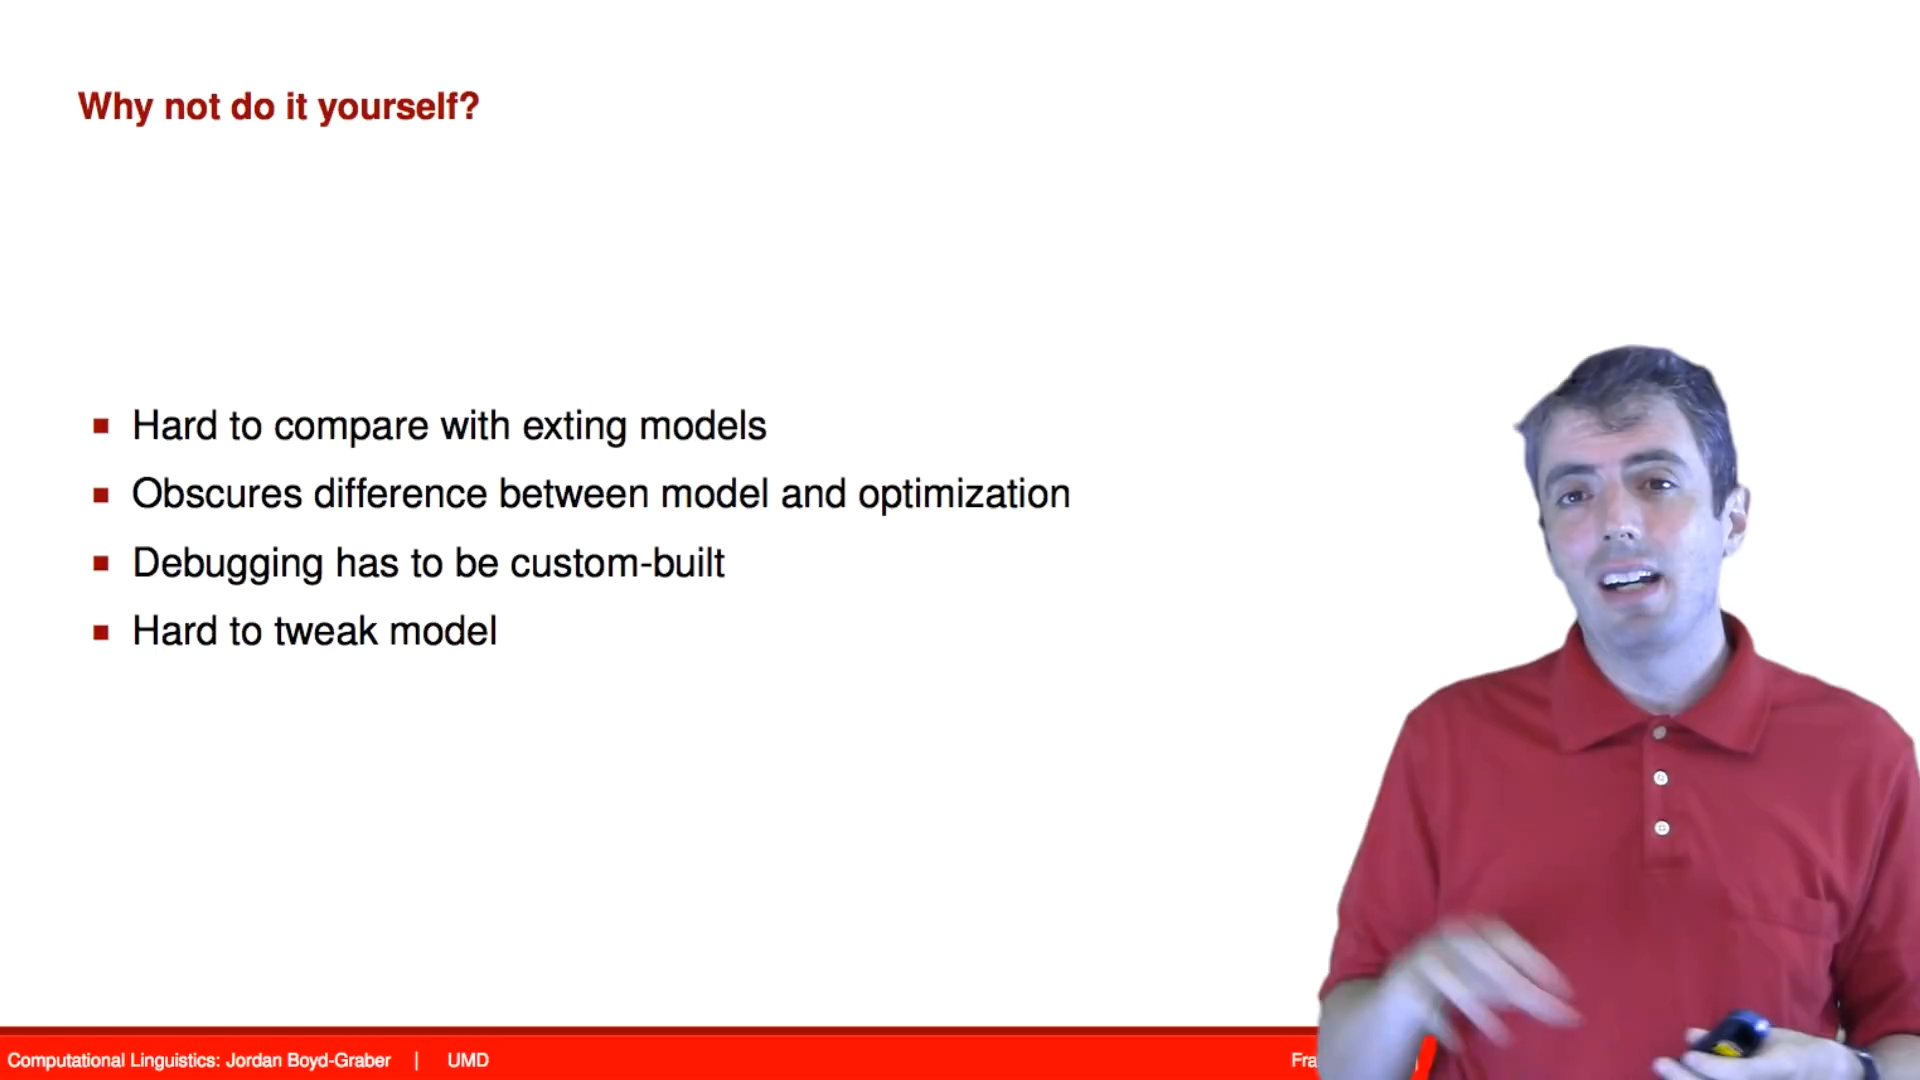 Why not do it yourself?
Hard to compare with exting models
Obscures difference between model and optimization
Debugging has to be custom-built
Hard to tweak model
Computational Linguistics: Jordan Boyd-Graber | UMD